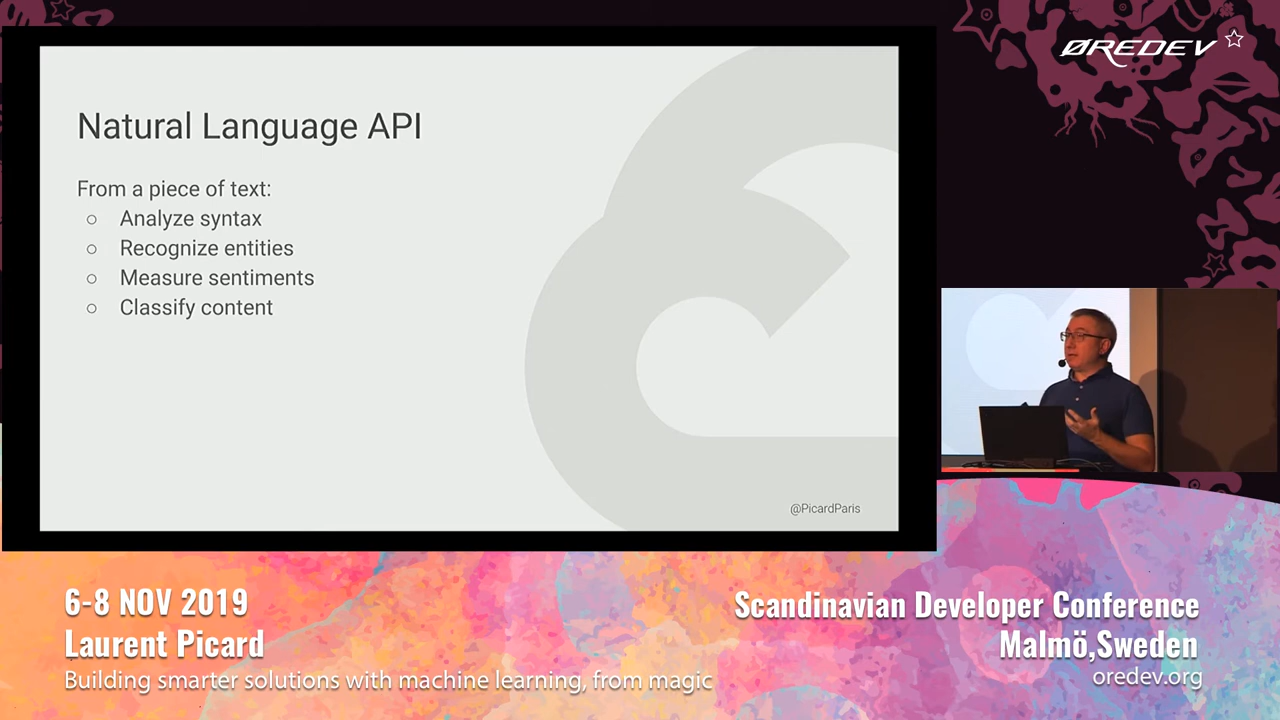 ØREDEV
Natural Language API
From a piece of text:
○ Analyze syntax
○ Recognize entities
○ Measure sentiments
○ Classify content
@PicardParis
6-8 NOV 2019
Laurent Picard
Building smarter solutions with machine learning, from magic
Scandinavian Developer Conference
Malmö,Sweden
oredev.org